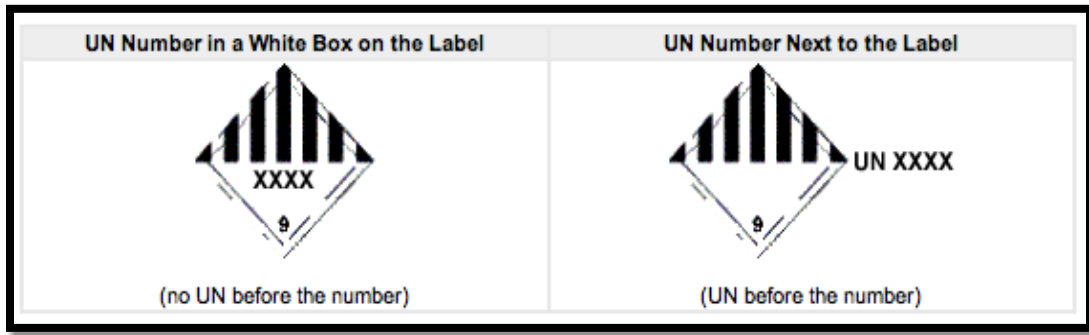 UN Number in a White Box on the Label
XXXX
9
(no UN before the number)
UN Number Next to the Label
UN XXXX
9
(UN before the number)